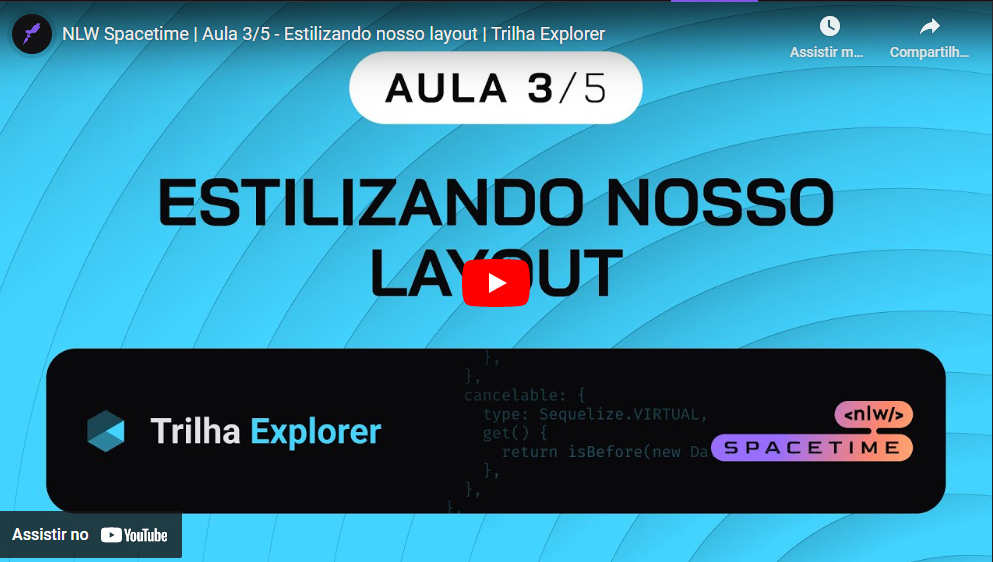 NLW Spacetime | Aula 3/5 - Estilizando nosso layout | Trilha Explorer
Assistir m...
Compartilh...
AULA 3/5
ESTILIZANDO NOSSO
LAYOUT
},
},
cancelable: {
type: Sequelize.VIRTUAL,
get() {
return isBefore(new Da
},
},
},
Trilha Explorer
<nlw/>
SPACETIME
Assistir no YouTube